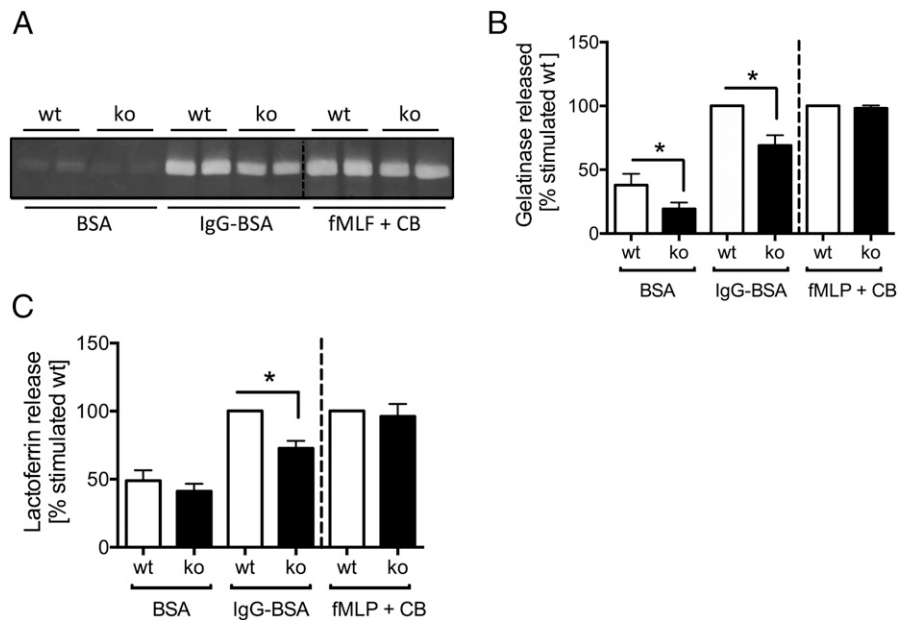 A
wt ko wt ko wt ko
BSA IgG-BSA fMLF + CB
B
Gelatinase released
[% stimulated wt]
150
100
50
0
*
*
wt ko wt ko wt ko
BSA IgG-BSA fMLP + CB
C
Lactoferrin release
[% stimulated wt]
150
100
50
0
*
wt ko wt ko wt ko
BSA IgG-BSA fMLP + CB